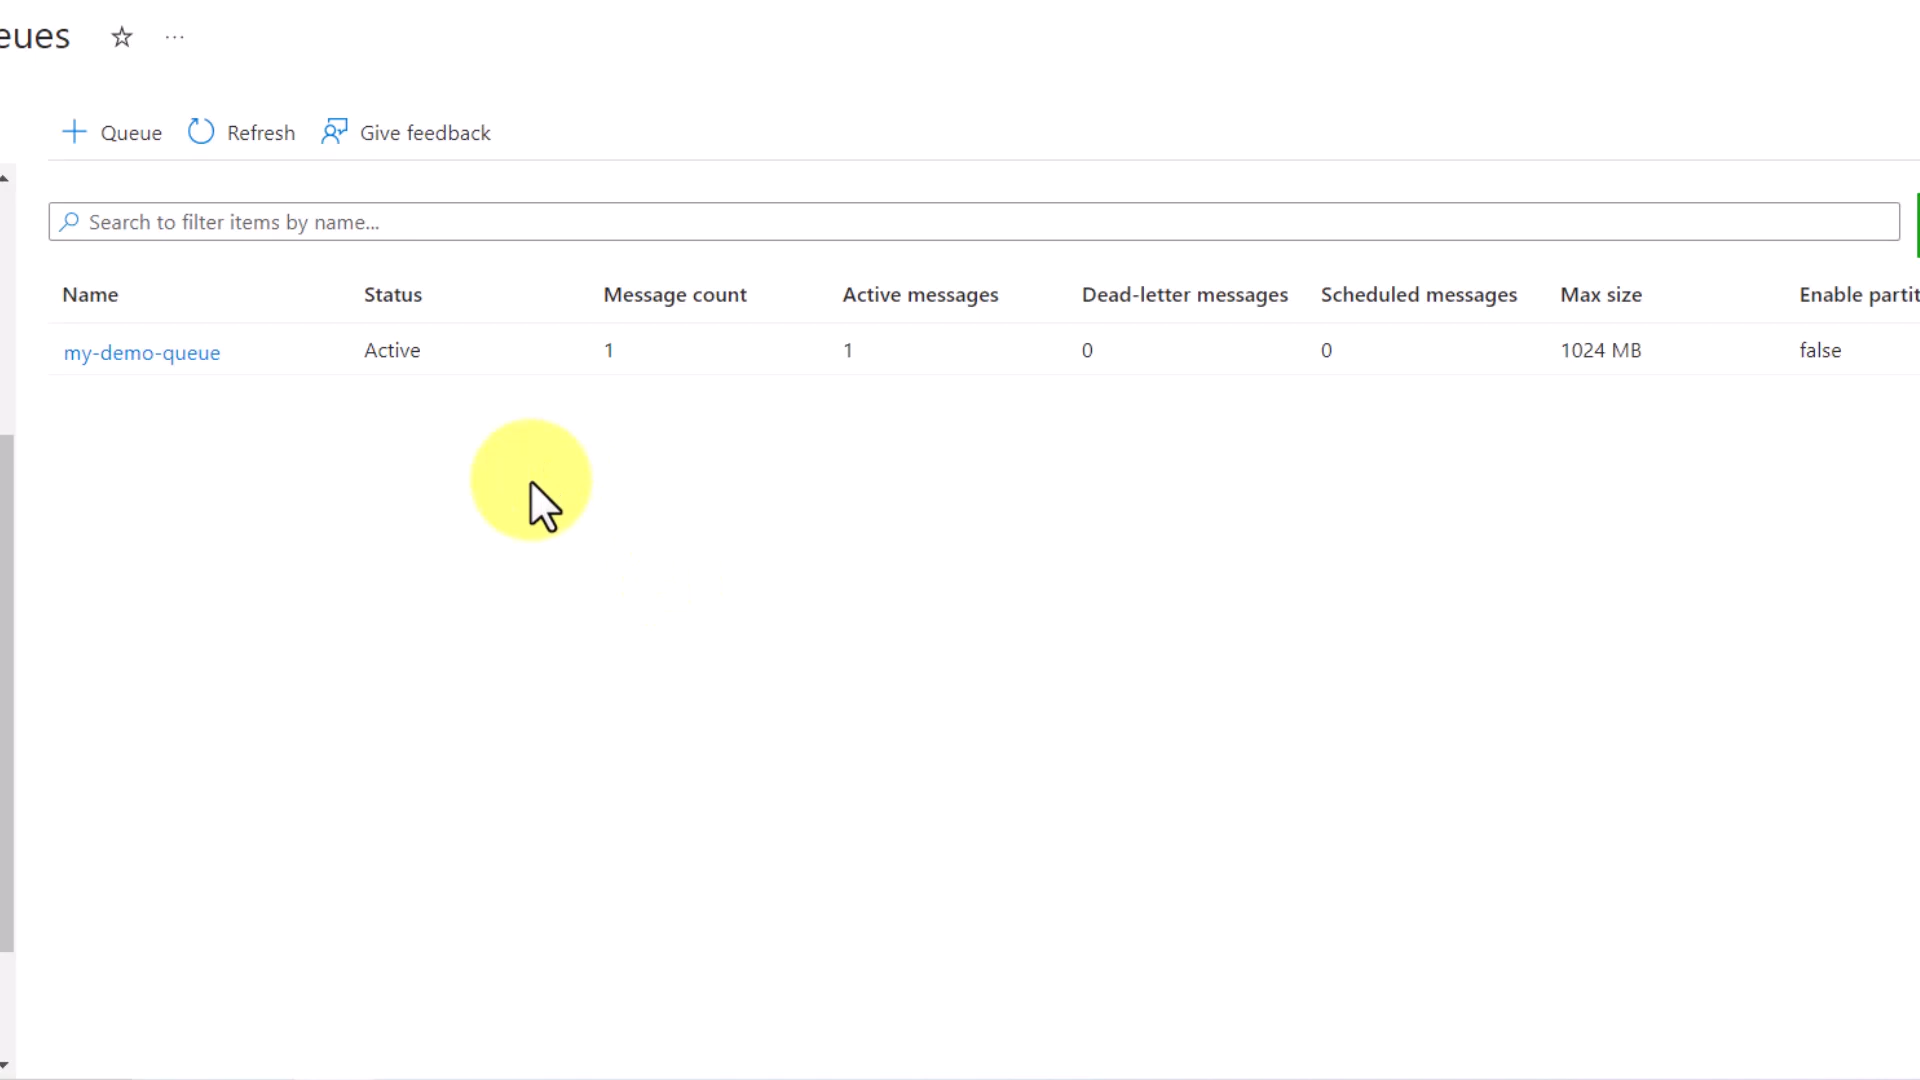 eues
Queue Refresh Give feedback
Search to filter items by name...
Name Status Message count Active messages Dead-letter messages Scheduled messages Max size Enable partit
my-demo-queue Active 1 1 0 0 1024 MB false